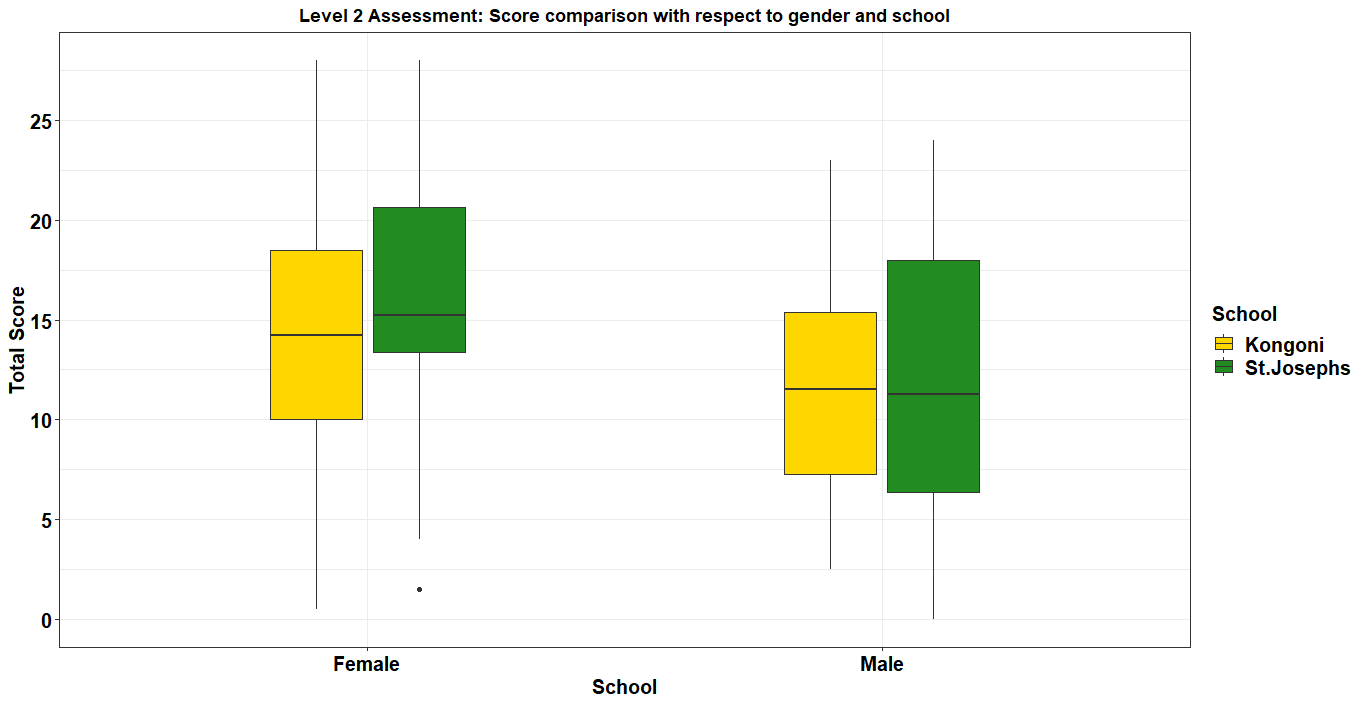 Level 2 Assessment: Score comparison with respect to gender and school
Total Score
25
20
15
10
5
0
Female
Male
School
School
Kongoni
St.Josephs